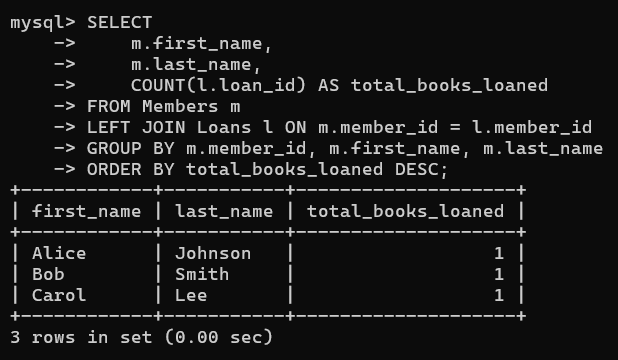 mysql> SELECT
    ->     m.first_name,
    ->     m.last_name,
    ->     COUNT(l.loan_id) AS total_books_loaned
    -> FROM Members m
    -> LEFT JOIN Loans l ON m.member_id = l.member_id
    -> GROUP BY m.member_id, m.first_name, m.last_name
    -> ORDER BY total_books_loaned DESC;
+------------+-----------+--------------------+
| first_name | last_name | total_books_loaned |
+------------+-----------+--------------------+
| Alice      | Johnson   |                  1 |
| Bob        | Smith     |                  1 |
| Carol      | Lee       |                  1 |
+------------+-----------+--------------------+
3 rows in set (0.00 sec)